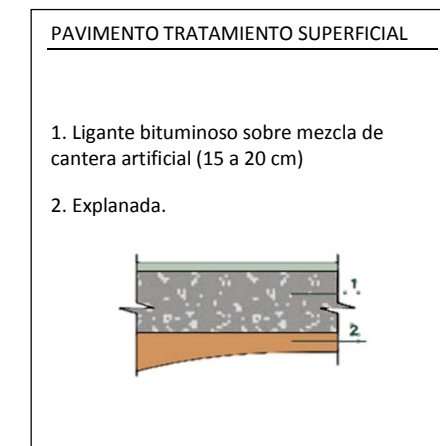 PAVIMENTO TRATAMIENTO SUPERFICIAL
1. Ligante bituminoso sobre mezcla de
cantera artificial (15 a 20 cm)
2. Explanada.
.1.
2